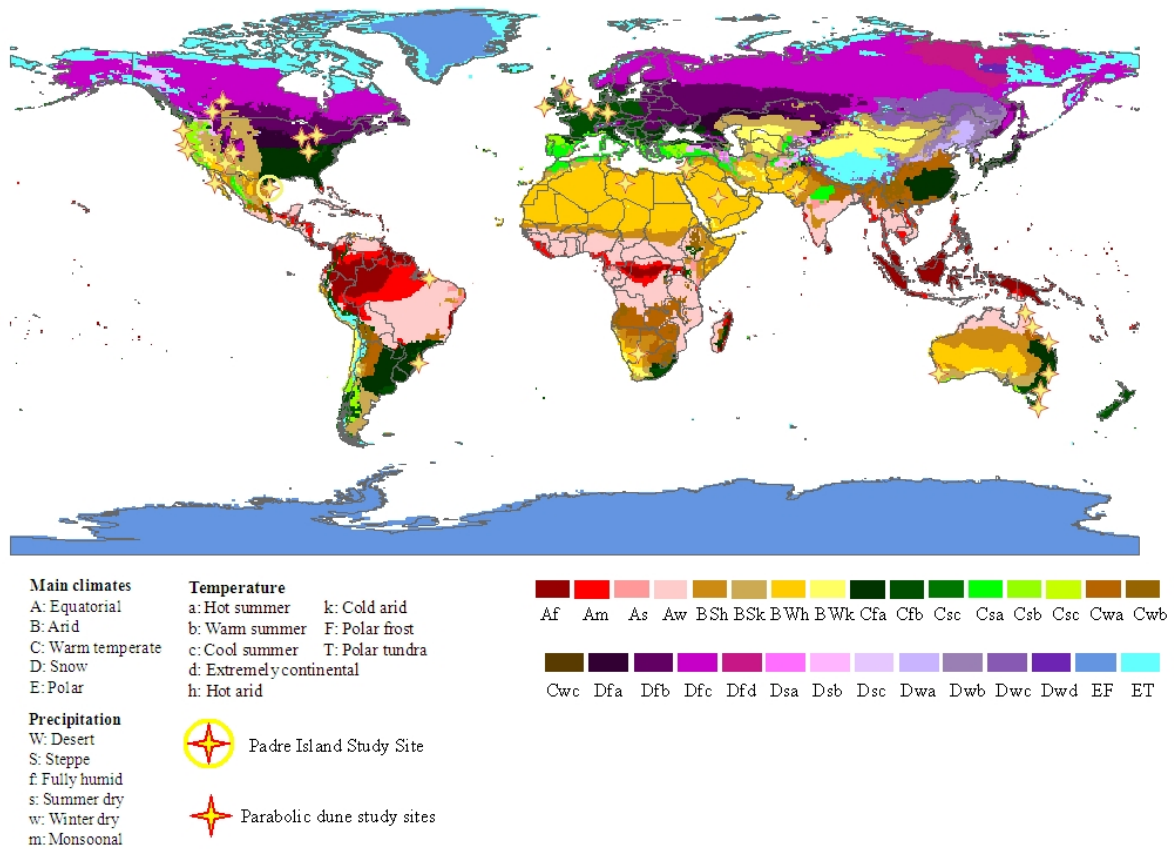 Main climates
A: Equatorial
B: Arid
C: Warm temperate
D: Snow
E: Polar
Precipitation
W: Desert
S: Steppe
f: Fully humid
s: Summer dry
w: Winter dry
m: Monsoonal
Temperature
a: Hot summer k: Cold arid
b: Warm summer F: Polar frost
c: Cool summer T: Polar tundra
d: Extremely continental
h: Hot arid
Padre Island Study Site
Parabolic dune study sites
Af Am As Aw BSh BSk BWh BWk Cfa Cfb Csc Csa Csb Csc Cwa Cwb
Cwc Dfa Dfb Dfc Dfd Dsa Dsb Dsc Dwa Dwb Dwc Dwd EF ET